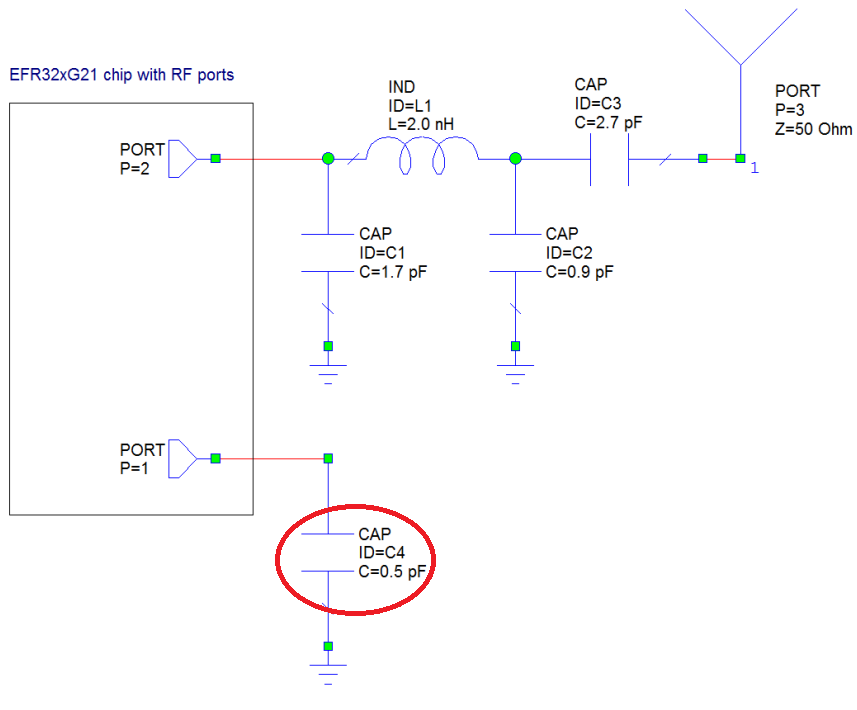 EFR32xG21 chip with RF ports
IND
ID=L1
L=2.0 nH
CAP
ID=C3
C=2.7 pF
PORT
P=3
Z=50 Ohm
PORT
P=2
1
CAP
ID=C1
C=1.7 pF
CAP
ID=C2
C=0.9 pF
PORT
P=1
CAP
ID=C4
C=0.5 pF